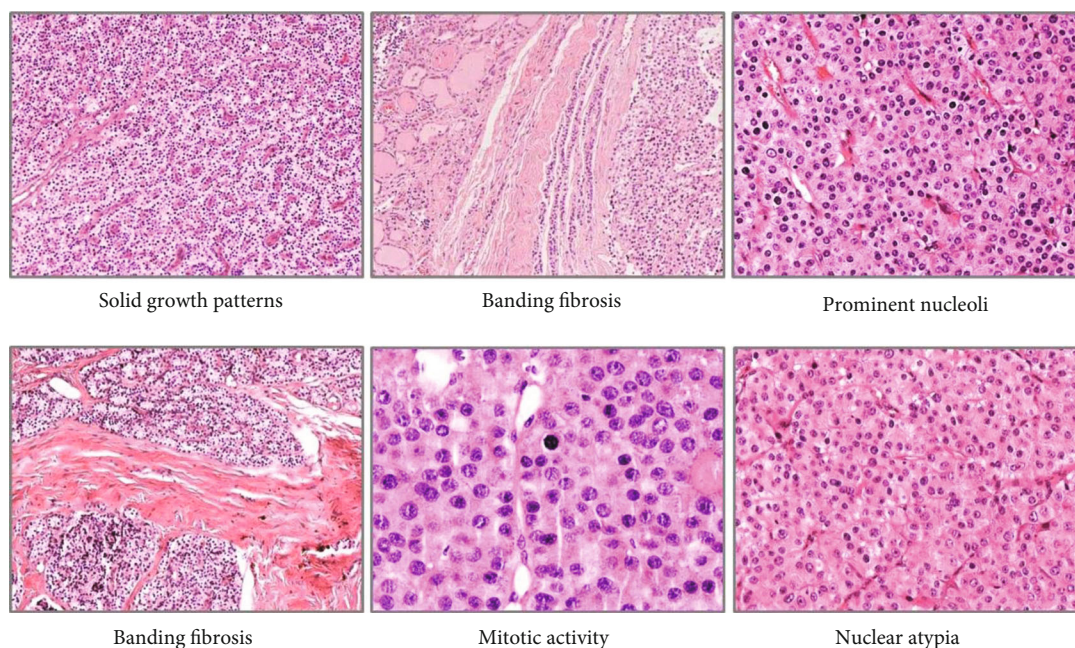 Solid growth patterns
Banding fibrosis
Prominent nucleoli
Banding fibrosis
Mitotic activity
Nuclear atypia